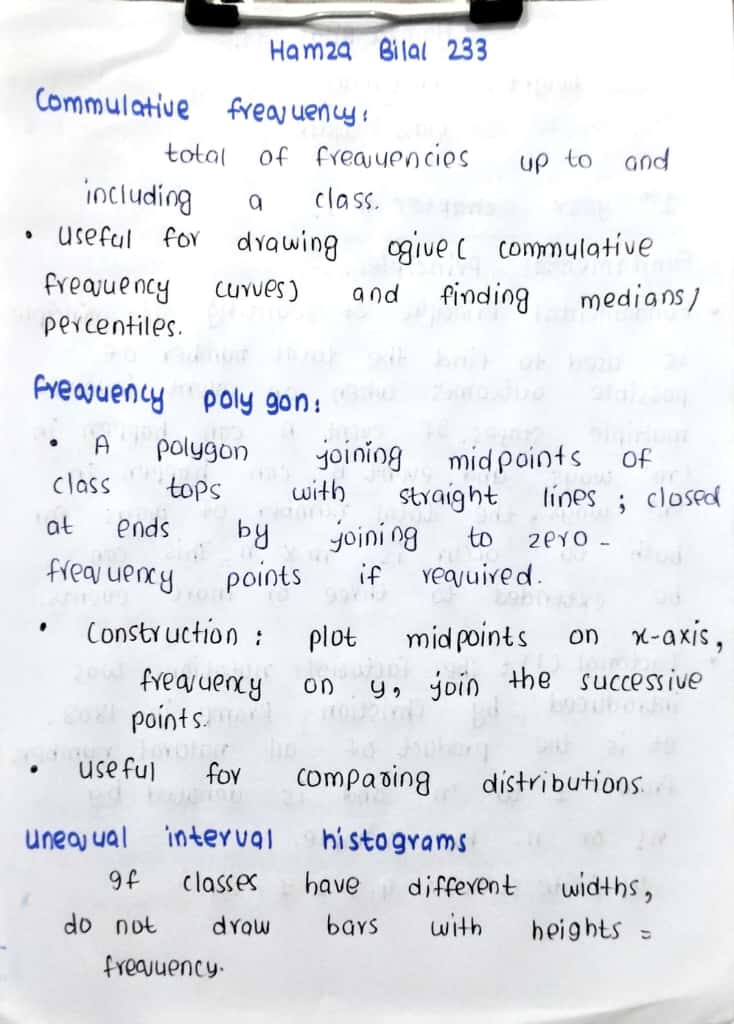 Hamza Bilal 233
Commulative frequency:
total of frequencies up to and
including a class.
• Useful for drawing ogive ( commulative
frequency curves) and finding medians/
percentiles.
frequency poly gon:
• A polygon joining midpoints of
class tops with straight lines ; closed
at ends by joining to zero -
frequency points if required.
• Construction : plot midpoints on x-axis,
frequency on y, join the successive
points.
• useful for comparing distributions.
unequal interval histograms
If classes have different widths,
do not draw bars with heights =
frequency.